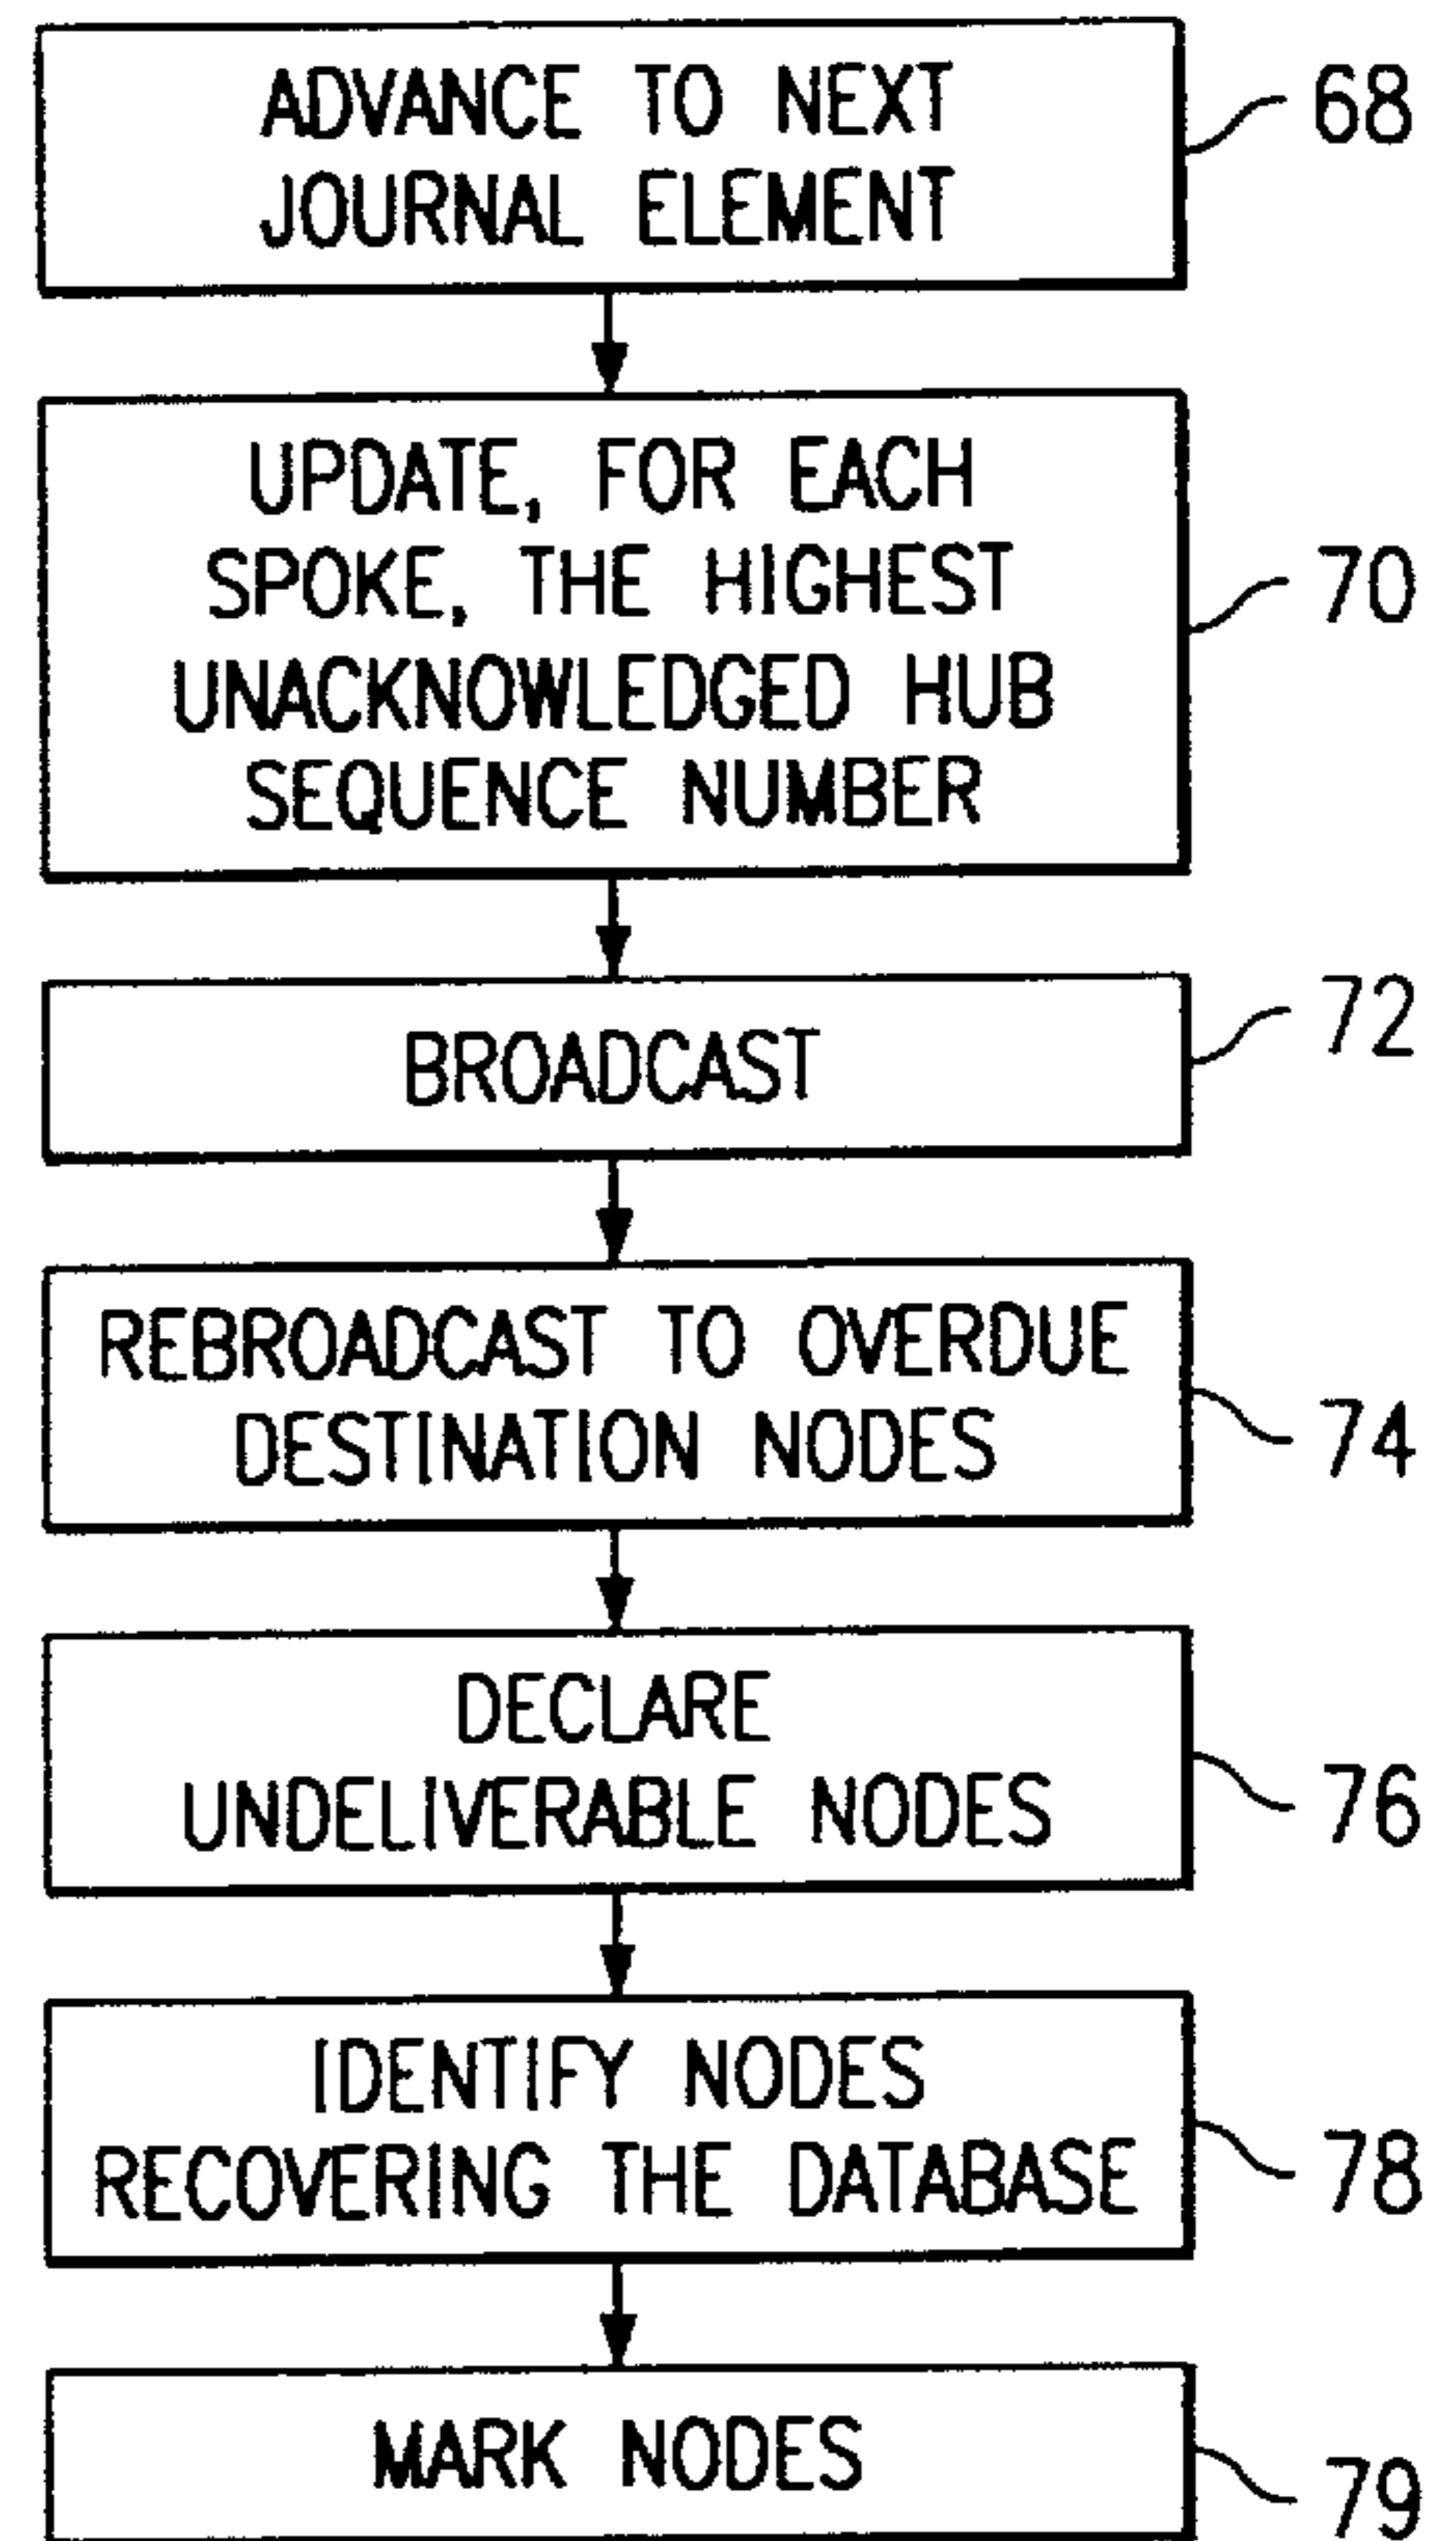 ADVANCE TO NEXT
JOURNAL ELEMENT
68
UPDATE, FOR EACH
SPOKE, THE HIGHEST
UNACKNOWLEDGED HUB
SEQUENCE NUMBER
70
BROADCAST
72
REBROADCAST TO OVERDUE
DESTINATION NODES
74
DECLARE
UNDELIVERABLE NODES
76
IDENTIFY NODES
RECOVERING THE DATABASE
78
MARK NODES
79